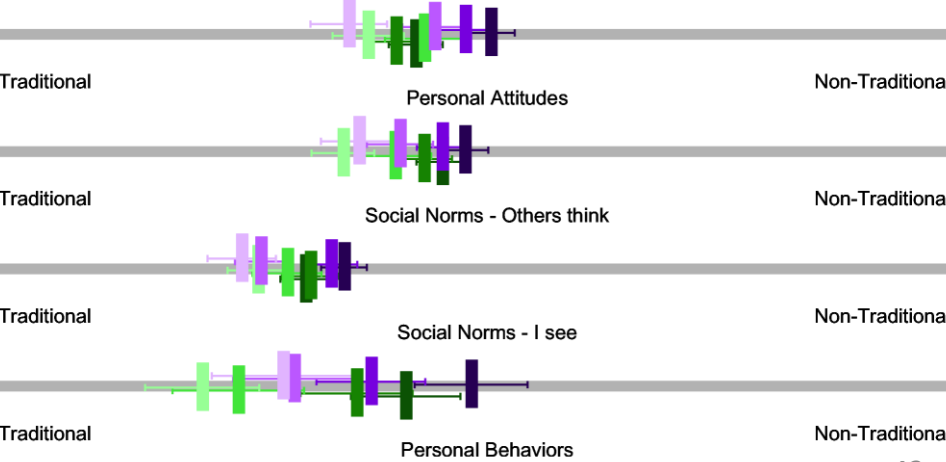 Traditional
Non-Traditiona
Personal Attitudes
Traditional
Non-Traditiona
Social Norms - Others think
Traditional
Non-Traditiona
Social Norms - I see
Traditional
Non-Traditiona
Personal Behaviors